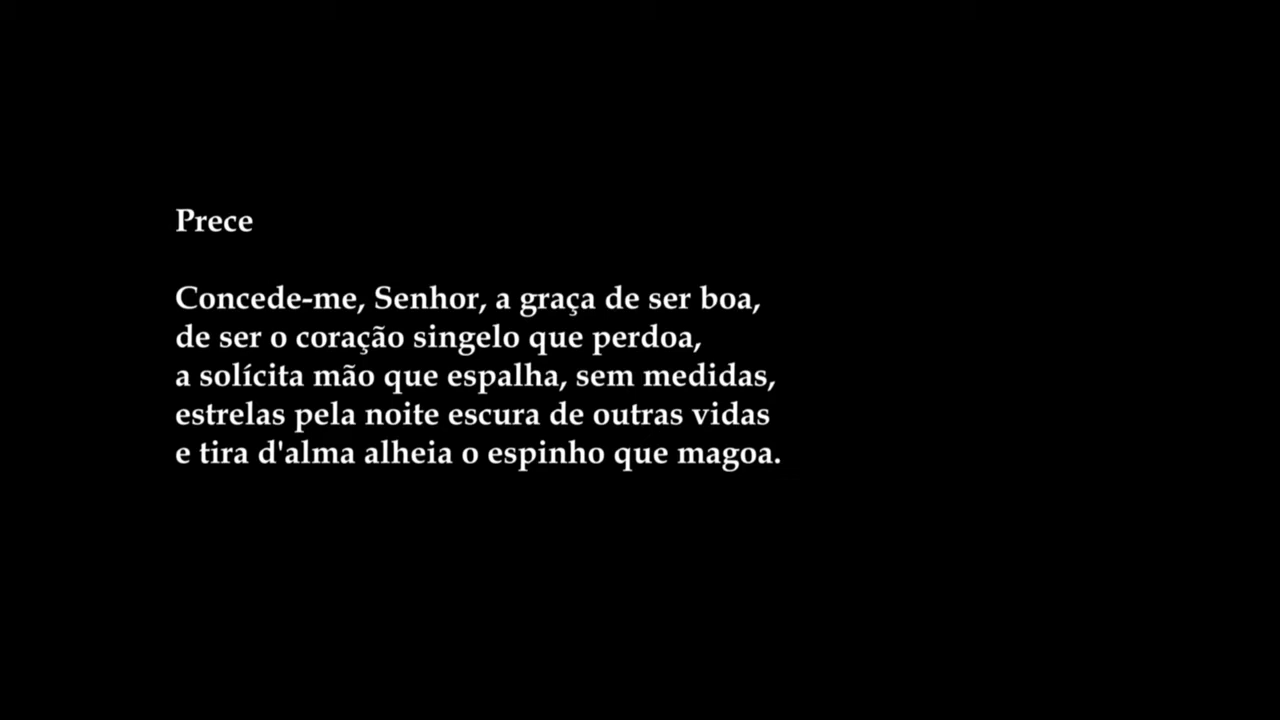 Prece
Concede-me, Senhor, a graça de ser boa,
de ser o coração singelo que perdoa,
a solícita mão que espalha, sem medidas,
estrelas pela noite escura de outras vidas
e tira d'alma alheia o espinho que magoa.